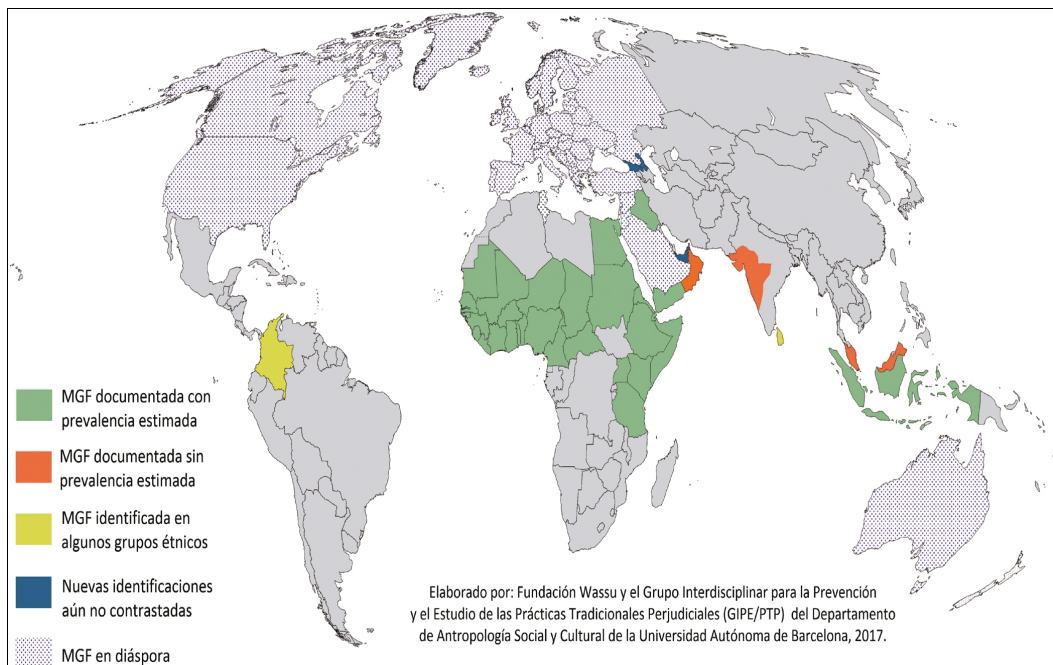 MGF documentada con
prevalencia estimada
MGF documentada sin
prevalencia estimada
MGF identificada en
algunos grupos étnicos
Nuevas identificaciones
aún no contrastadas
MGF en diáspora
Elaborado por: Fundación Wassu y el Grupo Interdisciplinar para la Prevención
y el Estudio de las Prácticas Tradicionales Perjudiciales (GIPE/PTP) del Departamento
de Antropología Social y Cultural de la Universidad Autónoma de Barcelona, 2017.